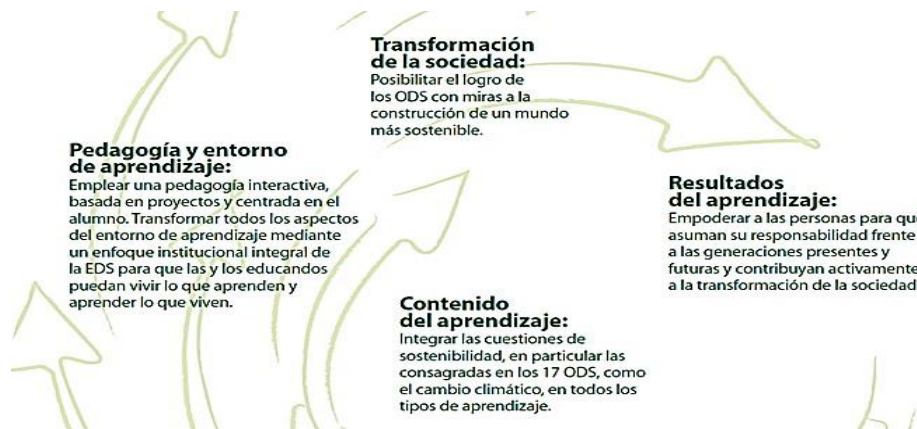 Transformación
de la sociedad:
Posibilitar el logro de
los ODS con miras a la
construcción de un mundo
más sostenible.
Pedagogía y entorno
de aprendizaje:
Emplear una pedagogía interactiva,
basada en proyectos y centrada en el
alumno. Transformar todos los aspectos
del entorno de aprendizaje mediante
un enfoque institucional integral de
la EDS para que las y los educandos
puedan vivir lo que aprenden y
aprender lo que viven.
Resultados
del aprendizaje:
Empoderar a las personas para que
asuman su responsabilidad frente
a las generaciones presentes y
futuras y contribuyan activamente
a la transformación de la sociedad
Contenido
del aprendizaje:
Integrar las cuestiones de
sostenibilidad, en particular las
consagradas en los 17 ODS, como
el cambio climático, en todos los
tipos de aprendizaje.